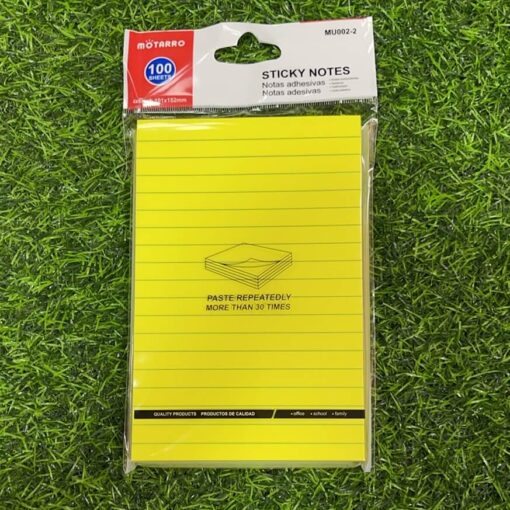 MOTARRO
MU002-2
100
SHEETS
STICKY NOTES
Notas adhesivas
Notas adesivas
101x152mm
PASTE REPEATEDLY
MORE THAN 30 TIMES
QUALITY PRODUCTS PRODUCTOS DE CALIDAD • office • school • family